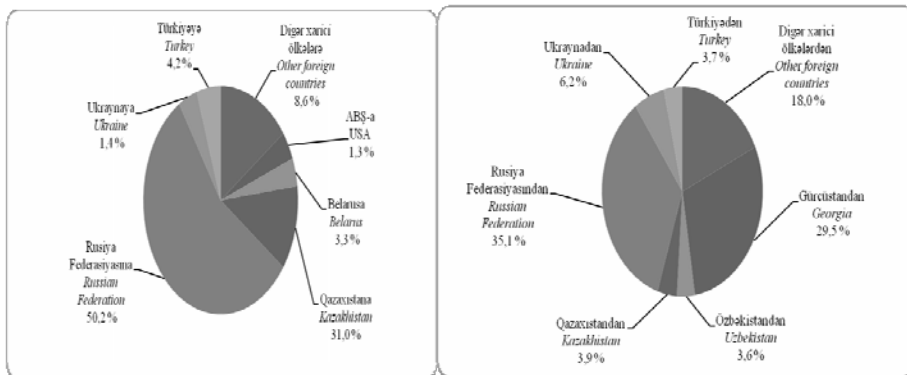 Türkiyəyə
Turkey
4,2%
Digər xarici
ölkələrə
Other foreign
countries
8,6%
Ukraynaya
Ukraine
1,4%
ABŞ-a
USA
1,3%
Belarusa
Belarus
3,3%
Rusiya
Federasiyasına
Russian
Federation
50,2%
Qazaxıstana
Kazakhistan
31,0%
Türkiyədən
Turkey
3,7%
Digər xarici
ölkələrdən
Other foreign
countries
18,0%
Ukraynadan
Ukraine
6,2%
Rusiya
Federasiyasından
Russian
Federation
35,1%
Gürcüstandan
Georgia
29,5%
Qazaxıstandan
Kazakhistan
3,9%
Özbəkistandan
Uzbekistan
3,6%